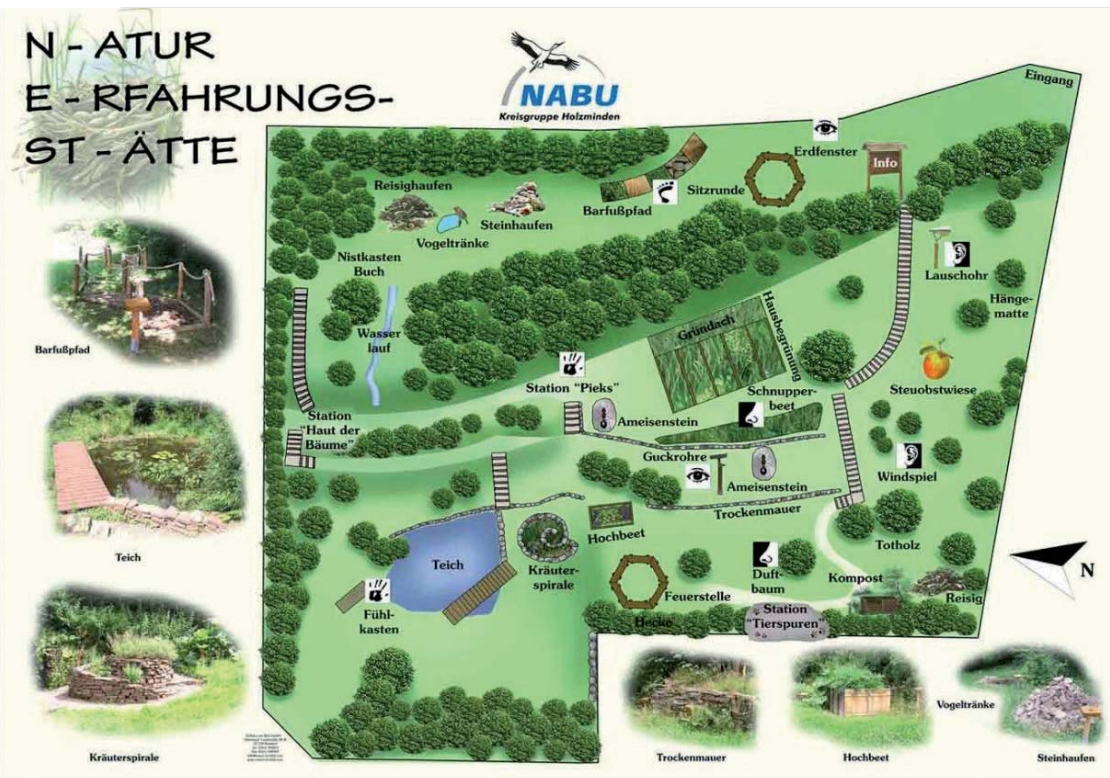 N - ATUR
E - RFAHRUNGS-
ST - ÄTTE
NABU
Kreisgruppe Holzminden
Eingang
Erdfenster
Info
Sitzrunde
Barfußpfad
Reisighaufen
Steinhaufen
Vogeltränke
Nistkasten
Buch
Wasser
lauf
Lauschohr
Hänge-
matte
Gründach
Hausbegrünung
Steuobstwiese
Station "Pieks"
Schnupper-
beet
Ameisenstein
Station
"Haut der
Bäume"
Guckrohre
Ameisenstein
Windspiel
Trockenmauer
Hochbeet
Totholz
Teich
Kräuter-
spirale
Duft-
baum
Kompost
Reisig
N
Feuerstelle
Fühl-
kasten
Hecke
Station
"Tierspuren"
Barfußpfad
Teich
Kräuterspirale
Trockenmauer
Hochbeet
Vogeltränke
Steinhaufen